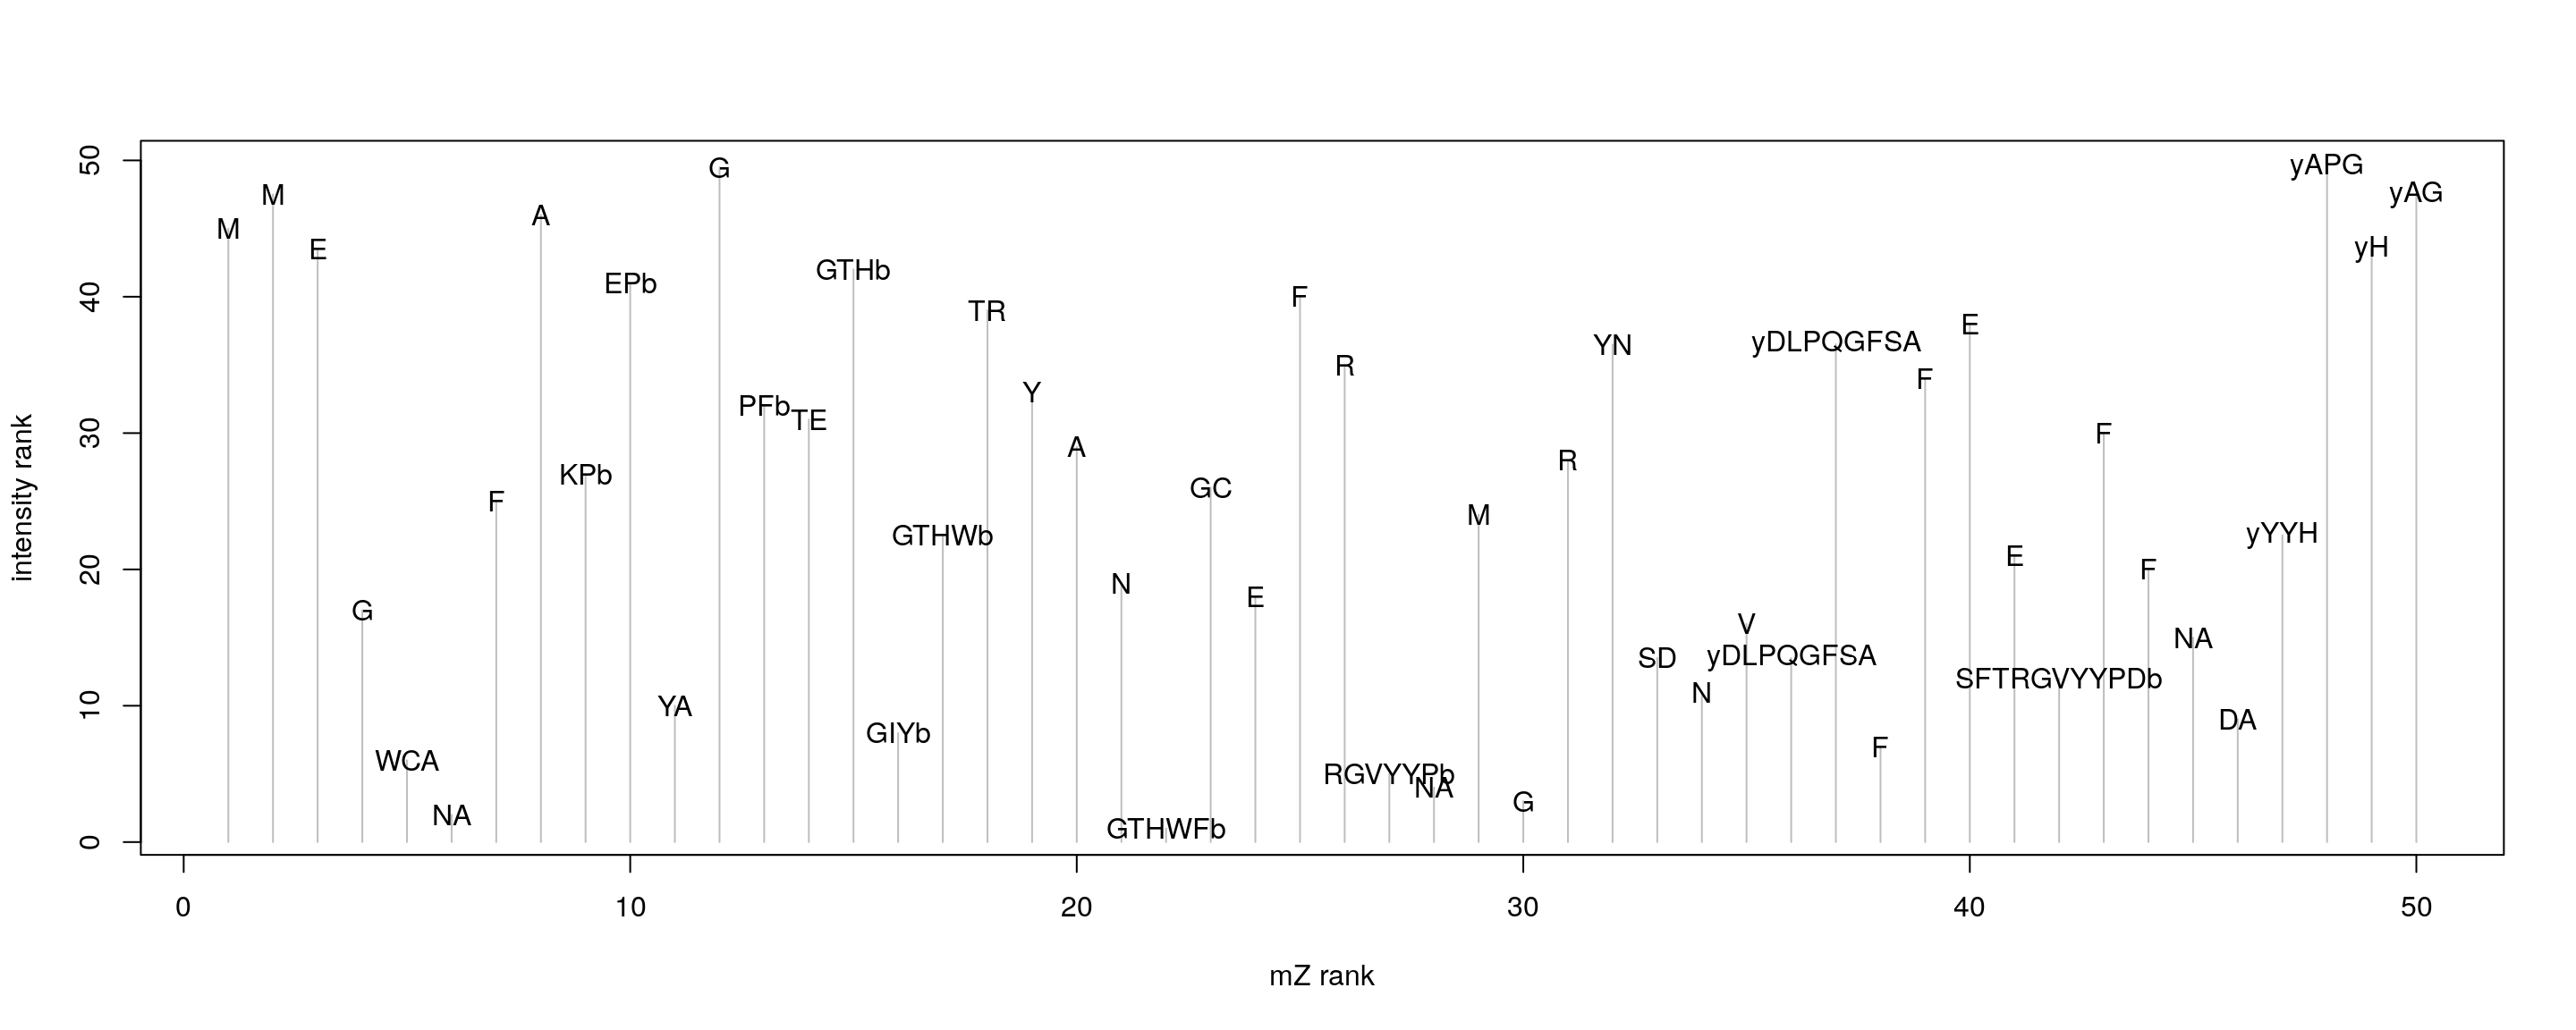 50
40
30
20
10
0
intensity rank
M
M
E
G
WCA
NA
F
A
KPb
EPb
YA
G
PFb
TE
GTHb
GIYb
GTHWb
TR
Y
A
N
GTHWFb
GC
E
F
R
RGVYYPb
NA
M
G
R
YN
SD
N
V
yDLPQGFSA
yDLPQGFSA
F
F
E
E
SFTRGVYYPDb
F
F
NA
DA
yYYH
yAPG
yH
yAG
0 10 20 30 40 50
mZ rank